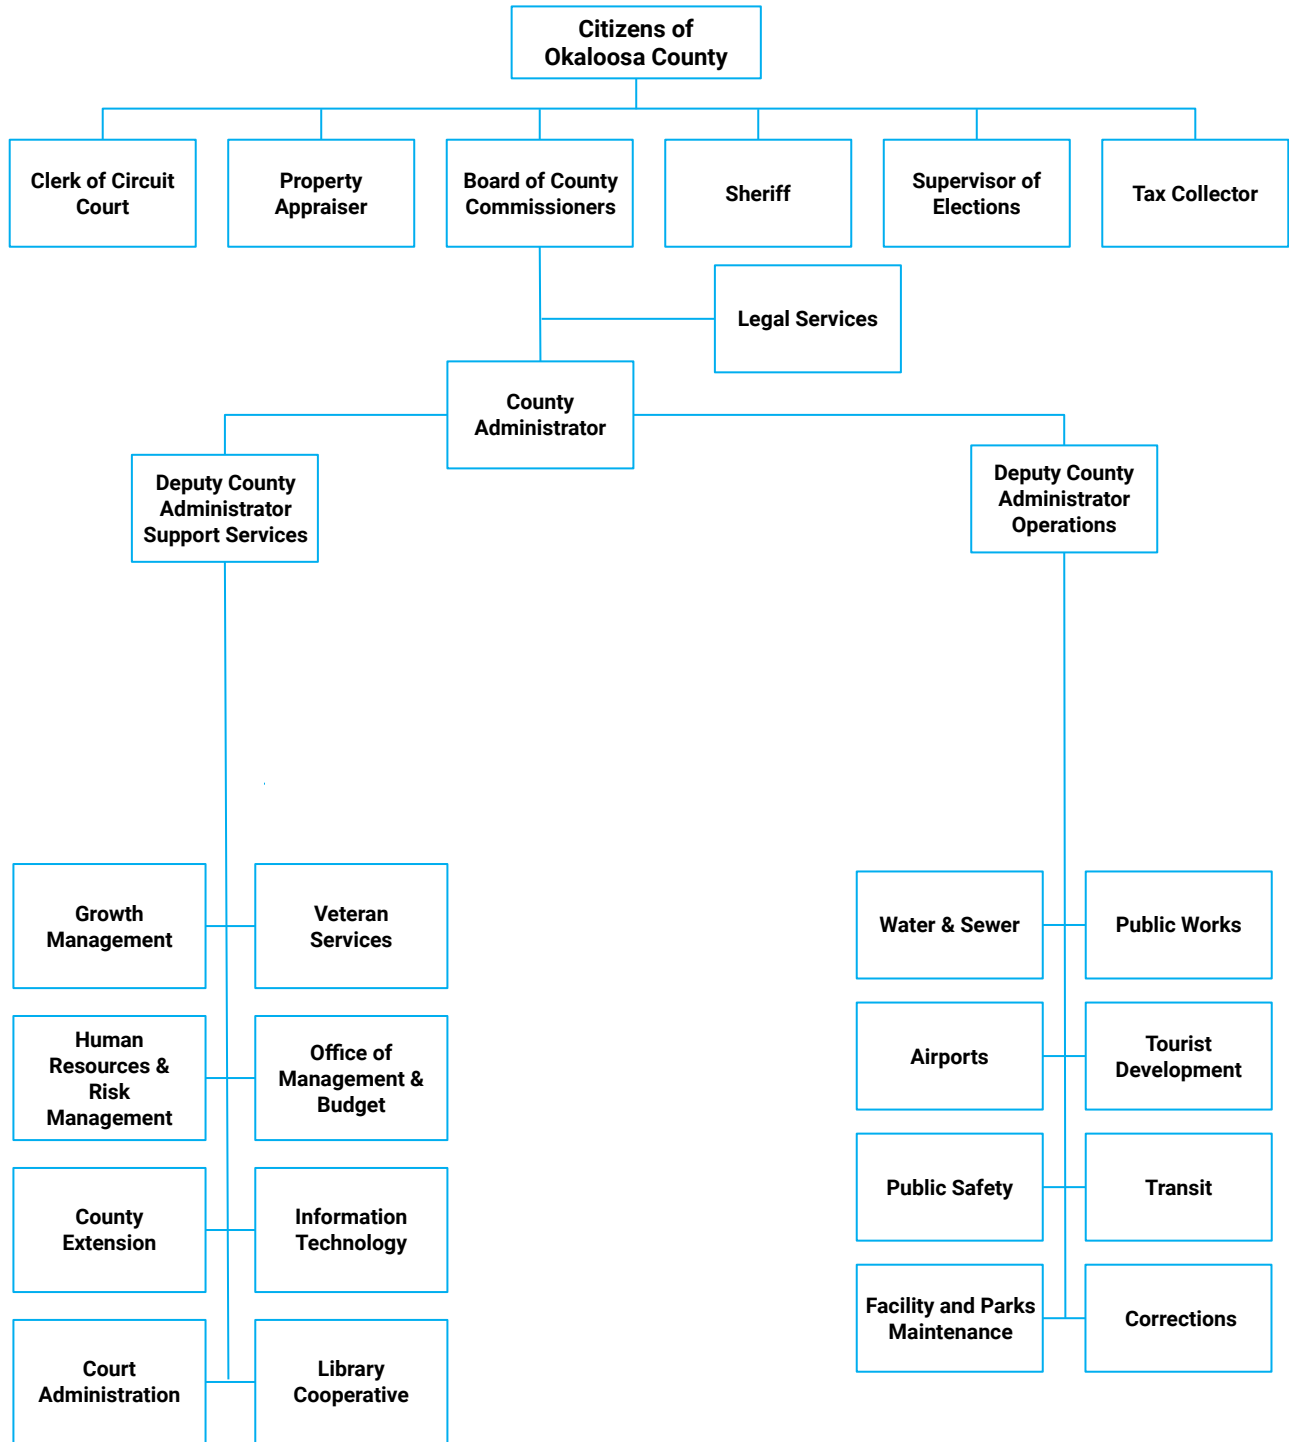 Citizens of
Okaloosa County
Clerk of Circuit
Court
Property
Appraiser
Board of County
Commissioners
Sheriff
Supervisor of
Elections
Tax Collector
Legal Services
County
Administrator
Deputy County
Administrator
Support Services
Deputy County
Administrator
Operations
Growth
Management
Veteran
Services
Human
Resources &
Risk
Management
Office of
Management &
Budget
County
Extension
Information
Technology
Court
Administration
Library
Cooperative
Water & Sewer
Public Works
Airports
Tourist
Development
Public Safety
Transit
Facility and Parks
Maintenance
Corrections